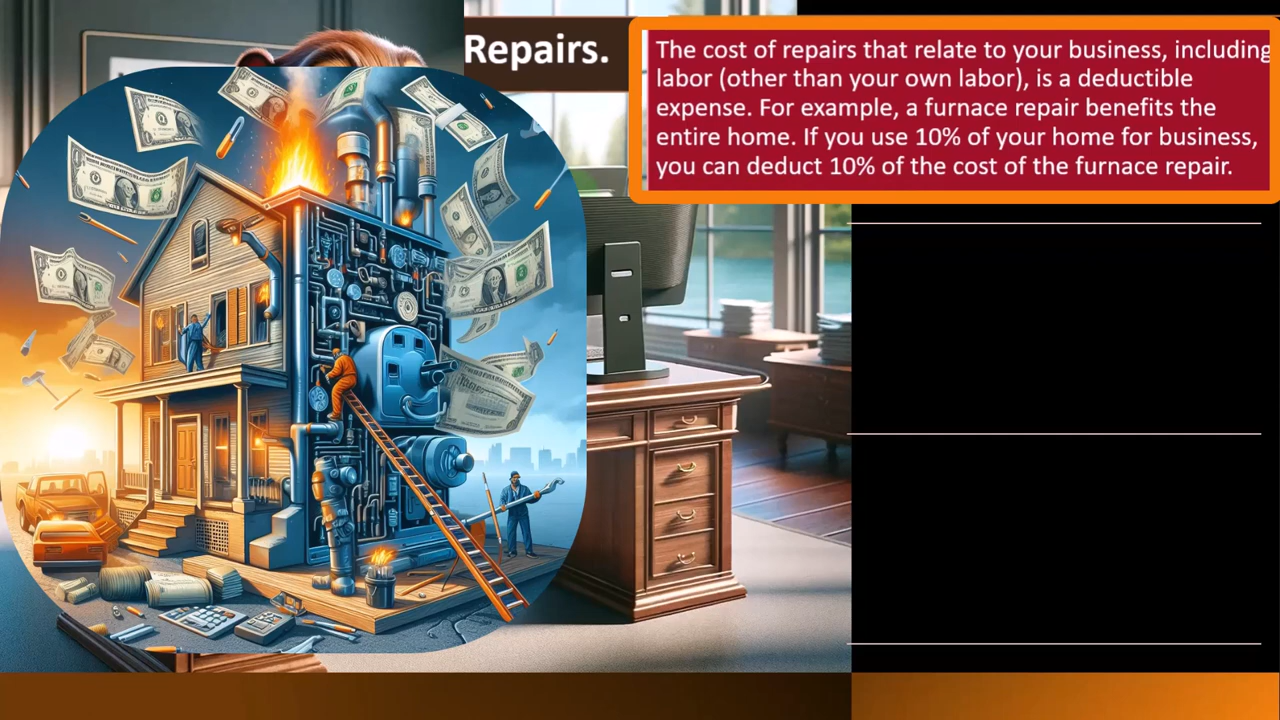 Repairs.
The cost of repairs that relate to your business, including
labor (other than your own labor), is a deductible
expense. For example, a furnace repair benefits the
entire home. If you use 10% of your home for business,
you can deduct 10% of the cost of the furnace repair.